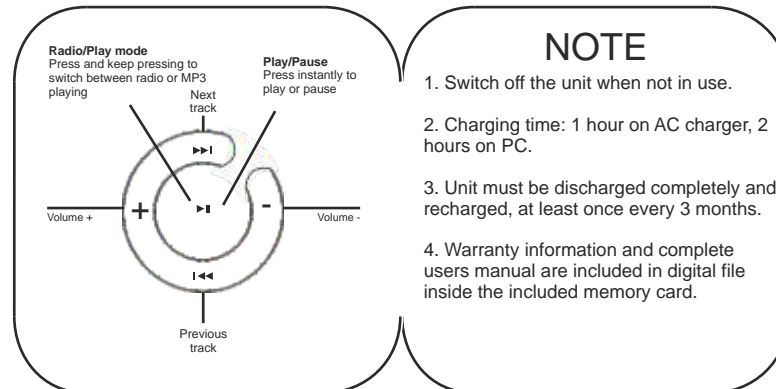 Radio/Play mode
Press and keep pressing to
switch between radio or MP3
playing
Play/Pause
Press instantly to
play or pause
Next
track
+
-
Volume +
Volume -
Previous
track
NOTE
1. Switch off the unit when not in use.
2. Charging time: 1 hour on AC charger, 2
hours on PC.
3. Unit must be discharged completely and
recharged, at least once every 3 months.
4. Warranty information and complete
users manual are included in digital file
inside the included memory card.